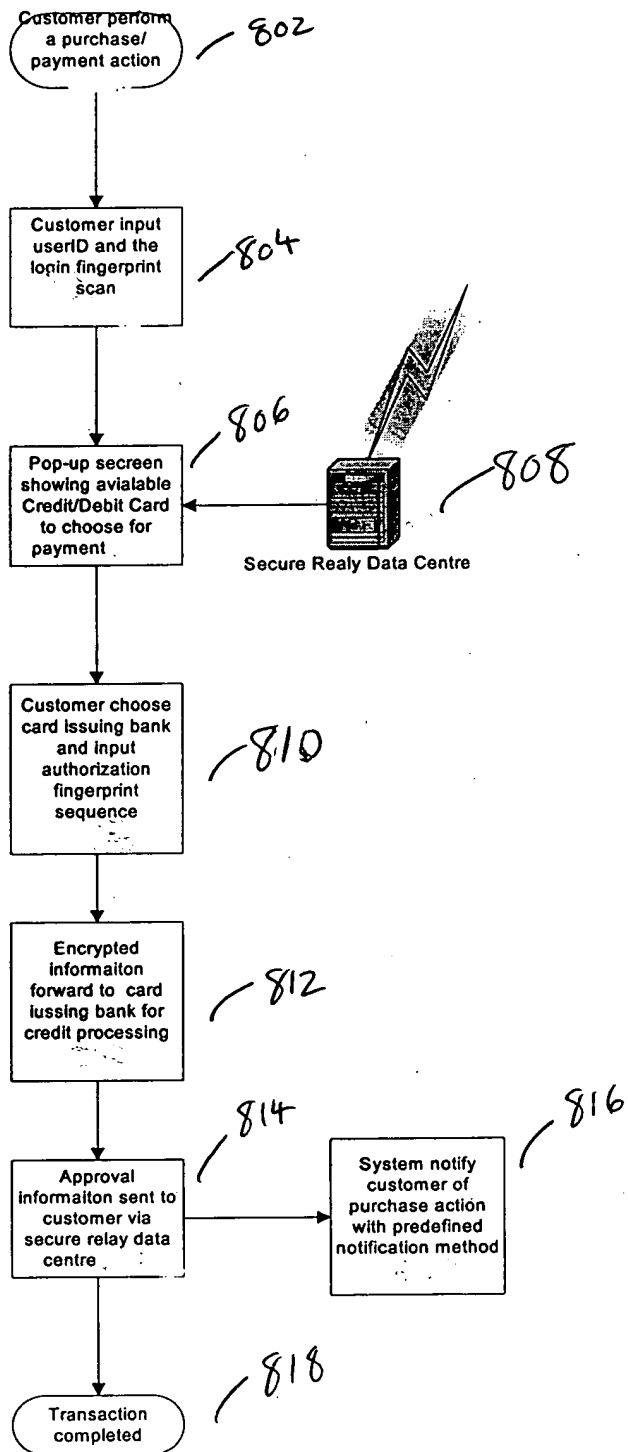 Customer perform
a purchase/
payment action
802
Customer input
userID and the
login fingerprint
scan
804
806
Pop-up secreen
showing avialable
Credit/Debit Card
to choose for
payment
808
Secure Realy Data Centre
Customer choose
card issuing bank
and input
authorization
fingerprint
sequence
810
Encrypted
informaiton
forward to card
iussing bank for
credit processing
812
814
Approval
informaiton sent to
customer via
secure relay data
centre
816
System notify
customer of
purchase action
with predefined
notification method
818
Transaction
completed